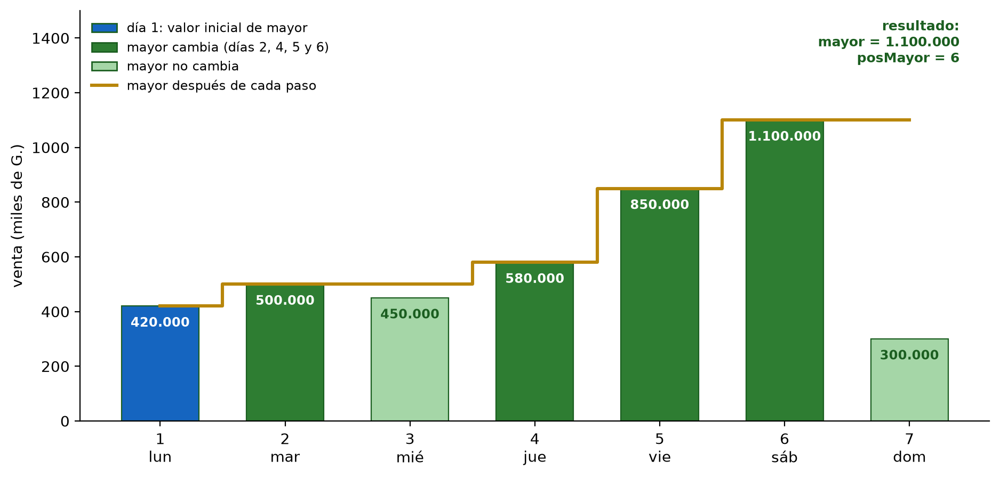 día 1: valor inicial de mayor
mayor cambia (días 2, 4, 5 y 6)
mayor no cambia
mayor después de cada paso
resultado:
mayor = 1.100.000
posMayor = 6
venta (miles de G.)
1400
1200
1000
800
600
400
200
0
420.000
500.000
450.000
580.000
850.000
1.100.000
300.000
1 2 3 4 5 6 7
lun mar mié jue vie sáb dom